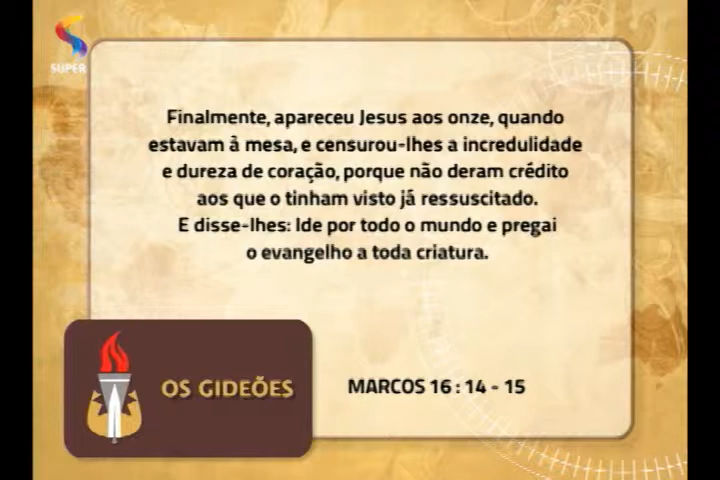 SUPER
Finalmente, apareceu Jesus aos onze, quando
estavam à mesa, e censurou-lhes a incredulidade
e dureza de coração, porque não deram crédito
aos que o tinham visto já ressuscitado.
E disse-lhes: Ide por todo o mundo e pregai
o evangelho a toda criatura.
OS GIDEÕES
MARCOS 16 : 14 - 15